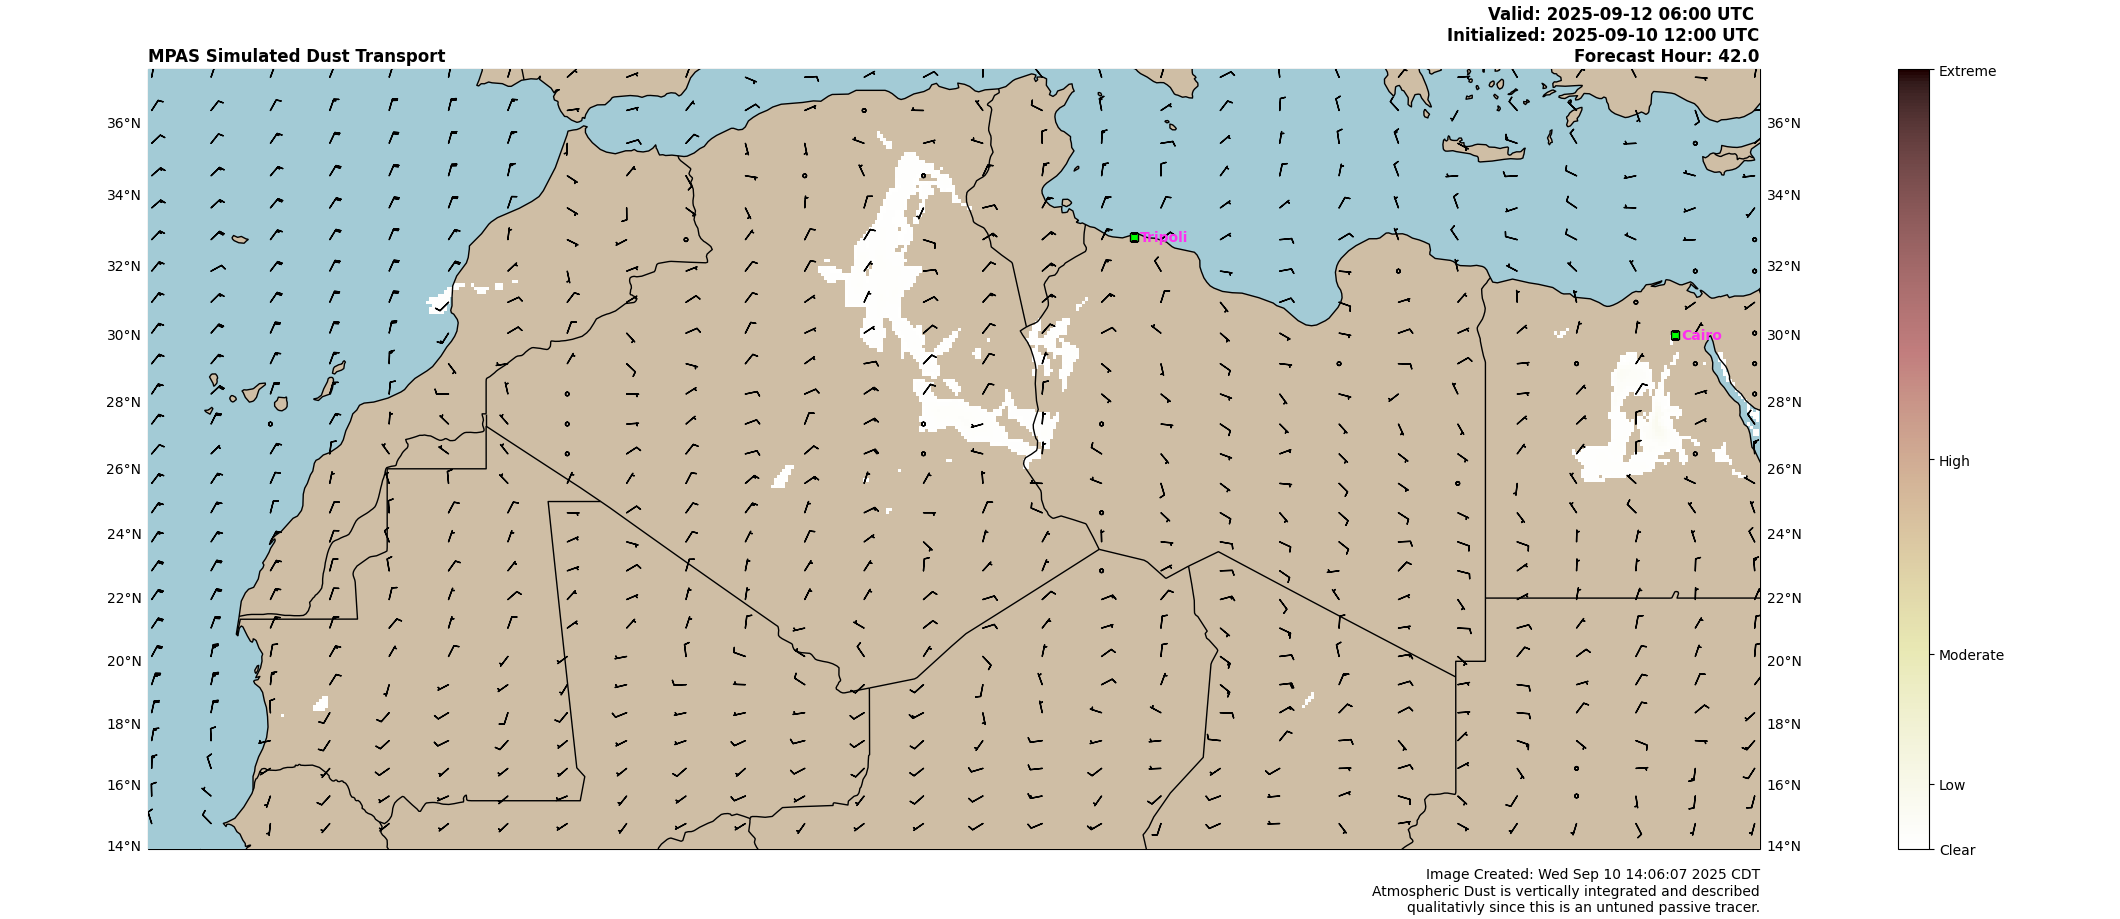 Valid: 2025-09-12 06:00 UTC
Initialized: 2025-09-10 12:00 UTC
MPAS Simulated Dust Transport
Forecast Hour: 42.0
36°N
34°N
32°N
30°N
28°N
26°N
24°N
22°N
20°N
18°N
16°N
14°N
Tripoli
Cairo
36°N
34°N
32°N
30°N
28°N
26°N
24°N
22°N
20°N
18°N
16°N
14°N
Extreme
High
Moderate
Low
Clear
Image Created: Wed Sep 10 14:06:07 2025 CDT
Atmospheric Dust is vertically integrated and described
qualitativly since this is an untuned passive tracer.